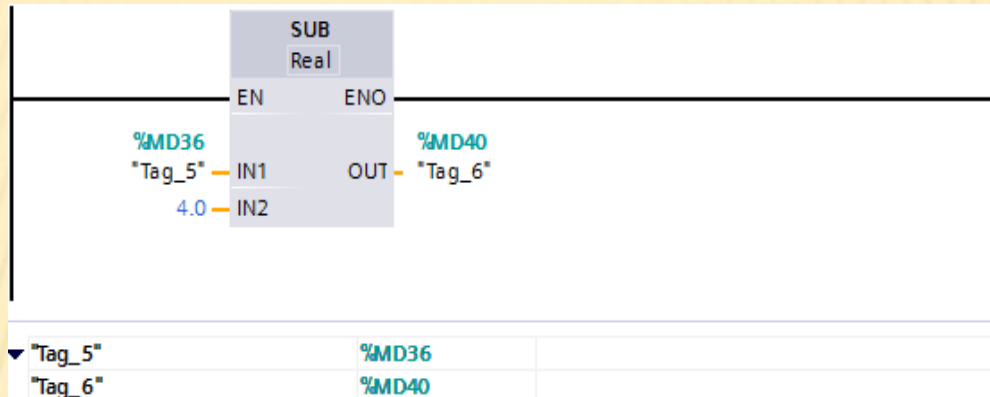 SUB
Real
EN ENO
%MD36 %MD40
"Tag_5" IN1 OUT "Tag_6"
4.0 IN2
"Tag_5" %MD36
"Tag_6" %MD40